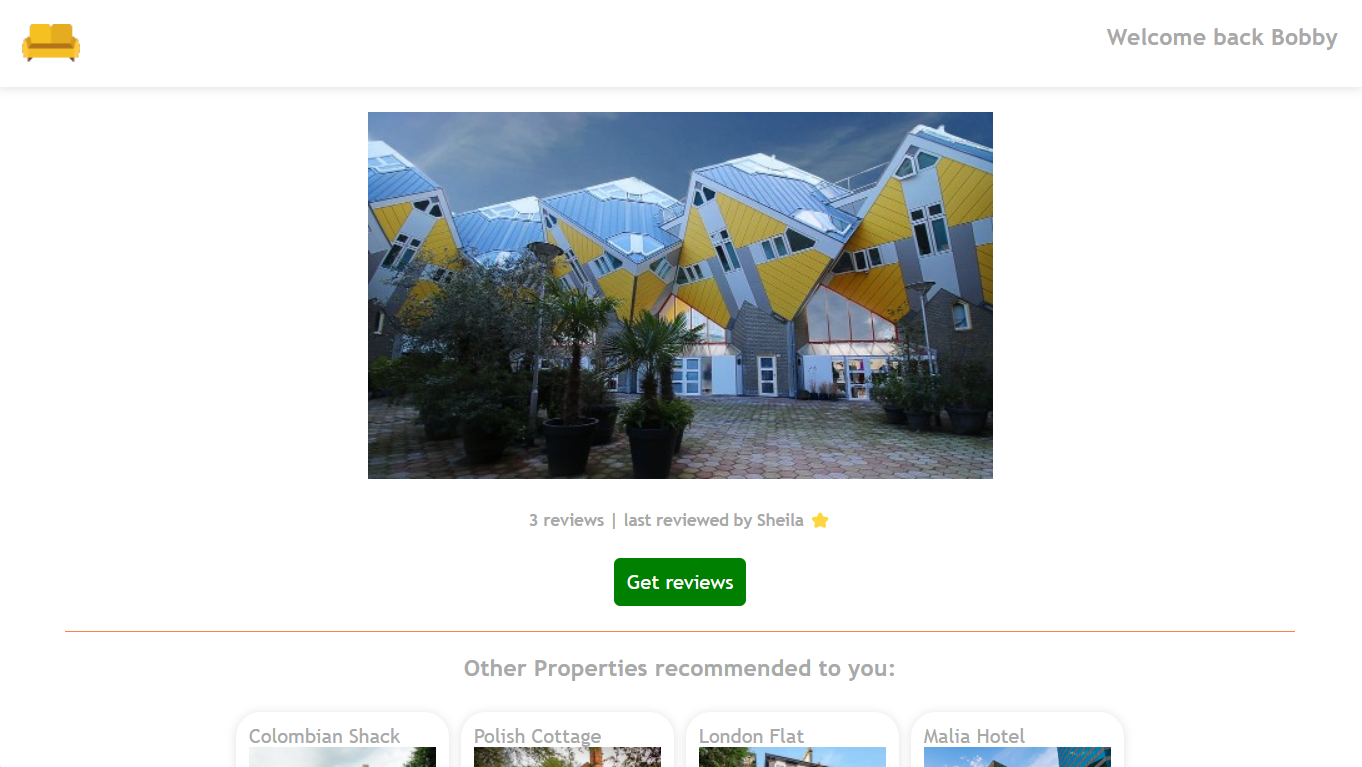 Welcome back Bobby
3 reviews | last reviewed by Sheila
Get reviews
Other Properties recommended to you:
Colombian Shack
Polish Cottage
London Flat
Malia Hotel